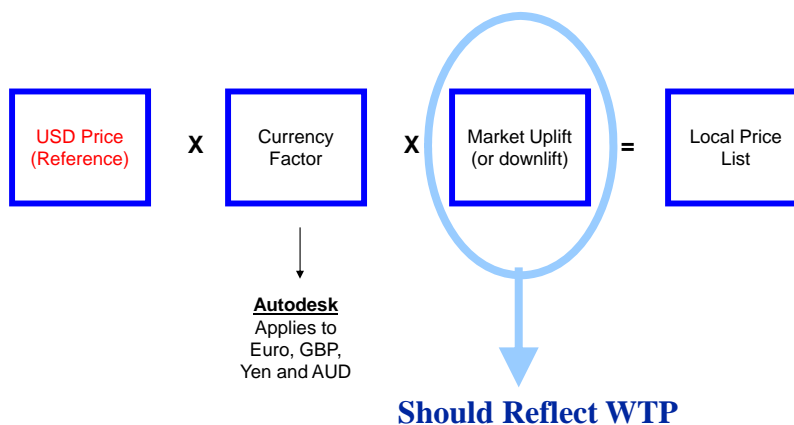 USD Price
(Reference)
X
Currency
Factor
X
Market Uplift
(or downlift)
=
Local Price
List
Autodesk
Applies to
Euro, GBP,
Yen and AUD
Should Reflect WTP